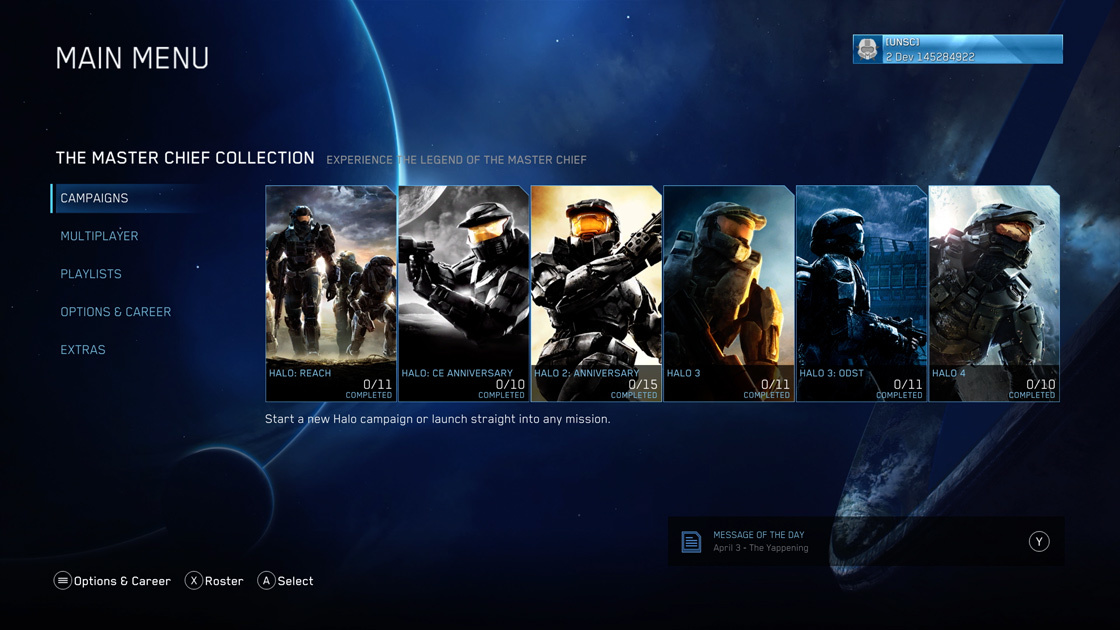 MAIN MENU
[UNSC]
2 Dev 145284922
THE MASTER CHIEF COLLECTION EXPERIENCE THE LEGEND OF THE MASTER CHIEF
CAMPAIGNS
MULTIPLAYER
PLAYLISTS
OPTIONS & CAREER
EXTRAS
HALO: REACH
0/11
COMPLETED
HALO: CE ANNIVERSARY
0/10
COMPLETED
HALO 2: ANNIVERSARY
0/15
COMPLETED
HALO 3
0/11
COMPLETED
HALO 3: ODST
0/11
COMPLETED
HALO 4
0/10
COMPLETED
Start a new Halo campaign or launch straight into any mission.
MESSAGE OF THE DAY
April 3 - The Yappening
Y
Options & Career X Roster A Select